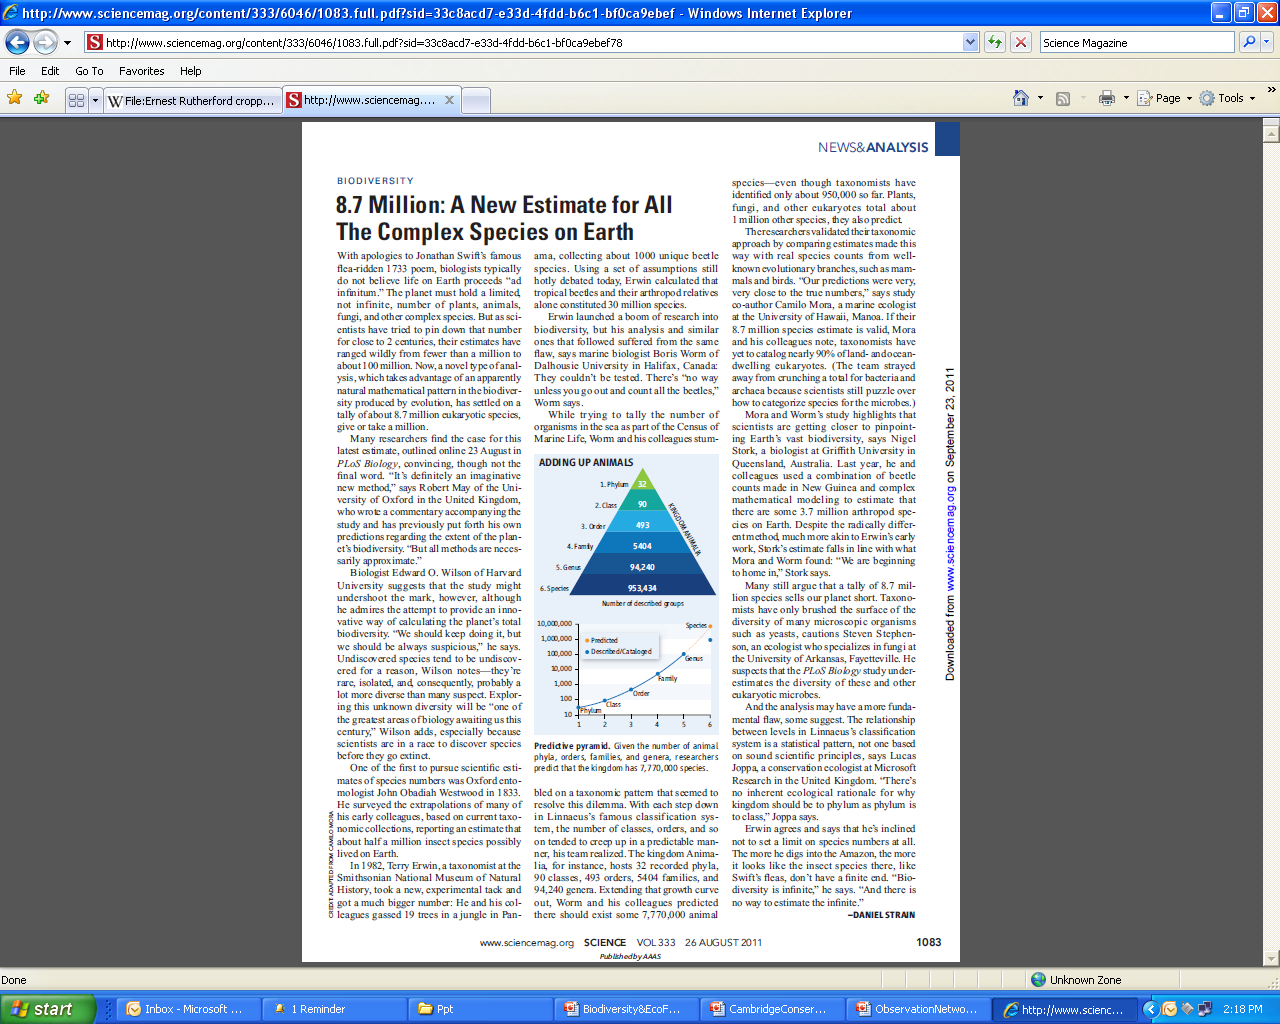 http://www.sciencemag.org/content/333/6046/1083.full.pdf?sid=33c8acd7-e33d-4fdd-b6c1-bf0ca9ebef - Windows Internet Explorer
http://www.sciencemag.org/content/333/6046/1083.full.pdf?sid=33c8acd7-e33d-4fdd-b6c1-bf0ca9ebef78
Science Magazine
File Edit Go To Favorites Help
File:Ernest Rutherford cropp...
http://www.sciencemag....
Page Tools
NEWS&ANALYSIS
BIODIVERSITY
8.7 Million: A New Estimate for All
The Complex Species on Earth
With apologies to Jonathan Swift's famous
flea-ridden 1733 poem, biologists typically
do not believe life on Earth proceeds "ad
infinitum." The planet must hold a limited,
not infinite, number of plants, animals,
fungi, and other complex species. But as sci-
entists have tried to pin down that number
for close to 2 centuries, their estimates have
ranged wildly from fewer than a million to
about 100 million. Now, a novel type of anal-
ysis, which takes advantage of an apparently
natural mathematical pattern in the biodiver-
sity produced by evolution, has settled on a
tally of about 8.7 million eukaryotic species,
give or take a million.
Many researchers find the case for this
latest estimate, outlined online 23 August in
PLoS Biology, convincing, though not the
final word. "It's definitely an imaginative
new method," says Robert May of the Uni-
versity of Oxford in the United Kingdom,
who wrote a commentary accompanying the
study and has previously put forth his own
predictions regarding the extent of the plan-
et's biodiversity. "But all methods are neces-
sarily approximate."
Biologist Edward O. Wilson of Harvard
University suggests that the study might
undershoot the mark, however, although
he admires the attempt to provide an inno-
vative way of calculating the planet's total
biodiversity. "We should keep doing it, but
we should be always suspicious," he says.
Undiscovered species tend to be undiscov-
ered for a reason, Wilson notes—they're
rare, isolated, and, consequently, probably a
lot more diverse than many suspect. Explor-
ing this unknown diversity will be "one of
the greatest areas of biology awaiting us this
century," Wilson adds, especially because
scientists are in a race to discover species
before they go extinct.
One of the first to pursue scientific esti-
mates of species numbers was Oxford ento-
mologist John Obadiah Westwood in 1833.
He surveyed the extrapolations of many of
his early colleagues, based on current taxo-
nomic collections, reporting an estimate that
about half a million insect species possibly
lived on Earth.
In 1982, Terry Erwin, a taxonomist at the
Smithsonian National Museum of Natural
History, took a new, experimental tack and
got a much bigger number: He and his col-
leagues gassed 19 trees in a jungle in Pan-
CREDIT: ADAPTED FROM CAMILO MORA
ama, collecting about 1000 unique beetle
species. Using a set of assumptions still
hotly debated today, Erwin calculated that
tropical beetles and their arthropod relatives
alone constituted 30 million species.
Erwin launched a boom of research into
biodiversity, but his analysis and similar
ones that followed suffered from the same
flaw, says marine biologist Boris Worm of
Dalhousie University in Halifax, Canada:
They couldn't be tested. There's "no way
unless you go out and count all the beetles,"
Worm says.
While trying to tally the number of
organisms in the sea as part of the Census of
Marine Life, Worm and his colleagues stum-
ADDING UP ANIMALS
1. Phylum 32
2. Class 90
3. Order 493
4. Family 5404
5. Genus 94,240
6. Species 953,434
KINGDOM ANIMALIA
Number of described groups
10,000,000
1,000,000
100,000
10,000
1,000
100
10
Predicted
Described/Cataloged
Species
Genus
Family
Order
Class
Phylum
1 2 3 4 5 6
Predictive pyramid. Given the number of animal
phyla, orders, families, and genera, researchers
predict that the kingdom has 7,770,000 species.
bled on a taxonomic pattern that seemed to
resolve this dilemma. With each step down
in Linnaeus's famous classification sys-
tem, the number of classes, orders, and so
on tended to creep up in a predictable man-
ner, his team realized. The kingdom Anima-
lia, for instance, hosts 32 recorded phyla,
90 classes, 493 orders, 5404 families, and
94,240 genera. Extending that growth curve
out, Worm and his colleagues predicted
there should exist some 7,770,000 animal
species—even though taxonomists have
identified only about 950,000 so far. Plants,
fungi, and other eukaryotes total about
1 million other species, they also predict.
The researchers validated their taxonomic
approach by comparing estimates made this
way with real species counts from well-
known evolutionary branches, such as mam-
mals and birds. "Our predictions were very,
very close to the true numbers," says study
co-author Camilo Mora, a marine ecologist
at the University of Hawaii, Manoa. If their
8.7 million species estimate is valid, Mora
and his colleagues note, taxonomists have
yet to catalog nearly 90% of land- and ocean-
dwelling eukaryotes. (The team strayed
away from crunching a total for bacteria and
archaea because scientists still puzzle over
how to categorize species for the microbes.)
Mora and Worm's study highlights that
scientists are getting closer to pinpoint-
ing Earth's vast biodiversity, says Nigel
Stork, a biologist at Griffith University in
Queensland, Australia. Last year, he and
colleagues used a combination of beetle
counts made in New Guinea and complex
mathematical modeling to estimate that
there are some 3.7 million arthropod spe-
cies on Earth. Despite the radically differ-
ent method, much more akin to Erwin's early
work, Stork's estimate falls in line with what
Mora and Worm found: "We are beginning
to home in," Stork says.
Many still argue that a tally of 8.7 mil-
lion species sells our planet short. Taxono-
mists have only brushed the surface of the
diversity of many microscopic organisms
such as yeasts, cautions Steven Stephen-
son, an ecologist who specializes in fungi at
the University of Arkansas, Fayetteville. He
suspects that the PLoS Biology study under-
estimates the diversity of these and other
eukaryotic microbes.
And the analysis may have a more funda-
mental flaw, some suggest. The relationship
between levels in Linnaeus's classification
system is a statistical pattern, not one based
on sound scientific principles, says Lucas
Joppa, a conservation ecologist at Microsoft
Research in the United Kingdom. "There's
no inherent ecological rationale for why
kingdom should be to phylum as phylum is
to class," Joppa says.
Erwin agrees and says that he's inclined
not to set a limit on species numbers at all.
The more he digs into the Amazon, the more
it looks like the insect species there, like
Swift's fleas, don't have a finite end. "Bio-
diversity is infinite," he says. "And there is
no way to estimate the infinite."
–DANIEL STRAIN
Downloaded from www.sciencemag.org on September 23, 2011
www.sciencemag.org SCIENCE VOL 333 26 AUGUST 2011 1083
Published by AAAS
Done
Unknown Zone
start
Inbox - Microsoft ...
1 Reminder
Ppt
Biodiversity&EcoF...
CambridgeConser...
ObservationNetwo...
http://www.scienc...
2:18 PM